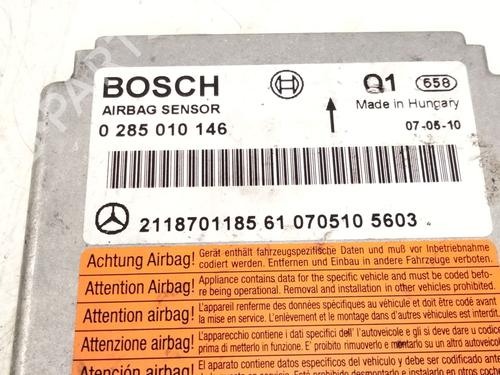 BOSCH
AIRBAG SENSOR
0 285 010 146
Q1 658
Made in Hungary
07-05-10
2118701185 61 070510 5603
Achtung Airbag! Gerät enthält fahrzeugspezifische Daten und muß vor Inbetriebnahme
codiert werden. Entfernen und Einbau in andere Fahrzeuge verboten.
Attention Airbag! Appliance contains data for the specific vehicle and must be coded befo-
re being operational. Removal and installation in other vehicles prohibited.
Attention airbag! L'appareil renferme des données spécifiques au véhicule et doit être codé avant
la mise en service. L'enlèvement et le montage dans d'autres véhicules est interdit.
Attenzione airbag! L'apparecchio contiene i dati specifici dell'autoveicolo e gli si deve dare u codice
prima di metterlo in funzione. E' proibito rimuoverlo e montarlo su un altro autoveicolo
Atención airbag! El aparato contiene datos específicos del vehículo y debe ser codificado antes